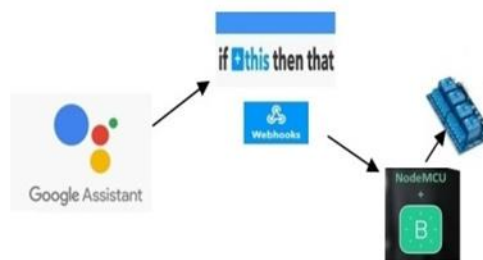 if +this then that
Webhooks
Google Assistant
NodeMCU
+
B